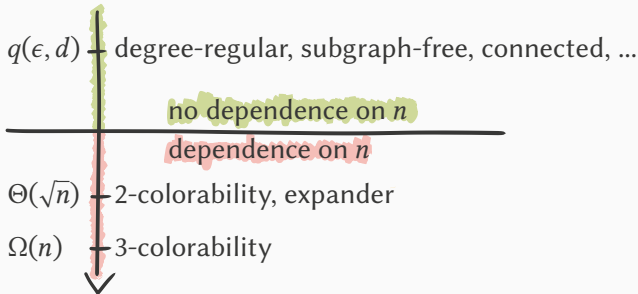 q(ϵ, d) degree-regular, subgraph-free, connected, ...
no dependence on n
dependence on n
Θ(√n) 2-colorability, expander
Ω(n) 3-colorability